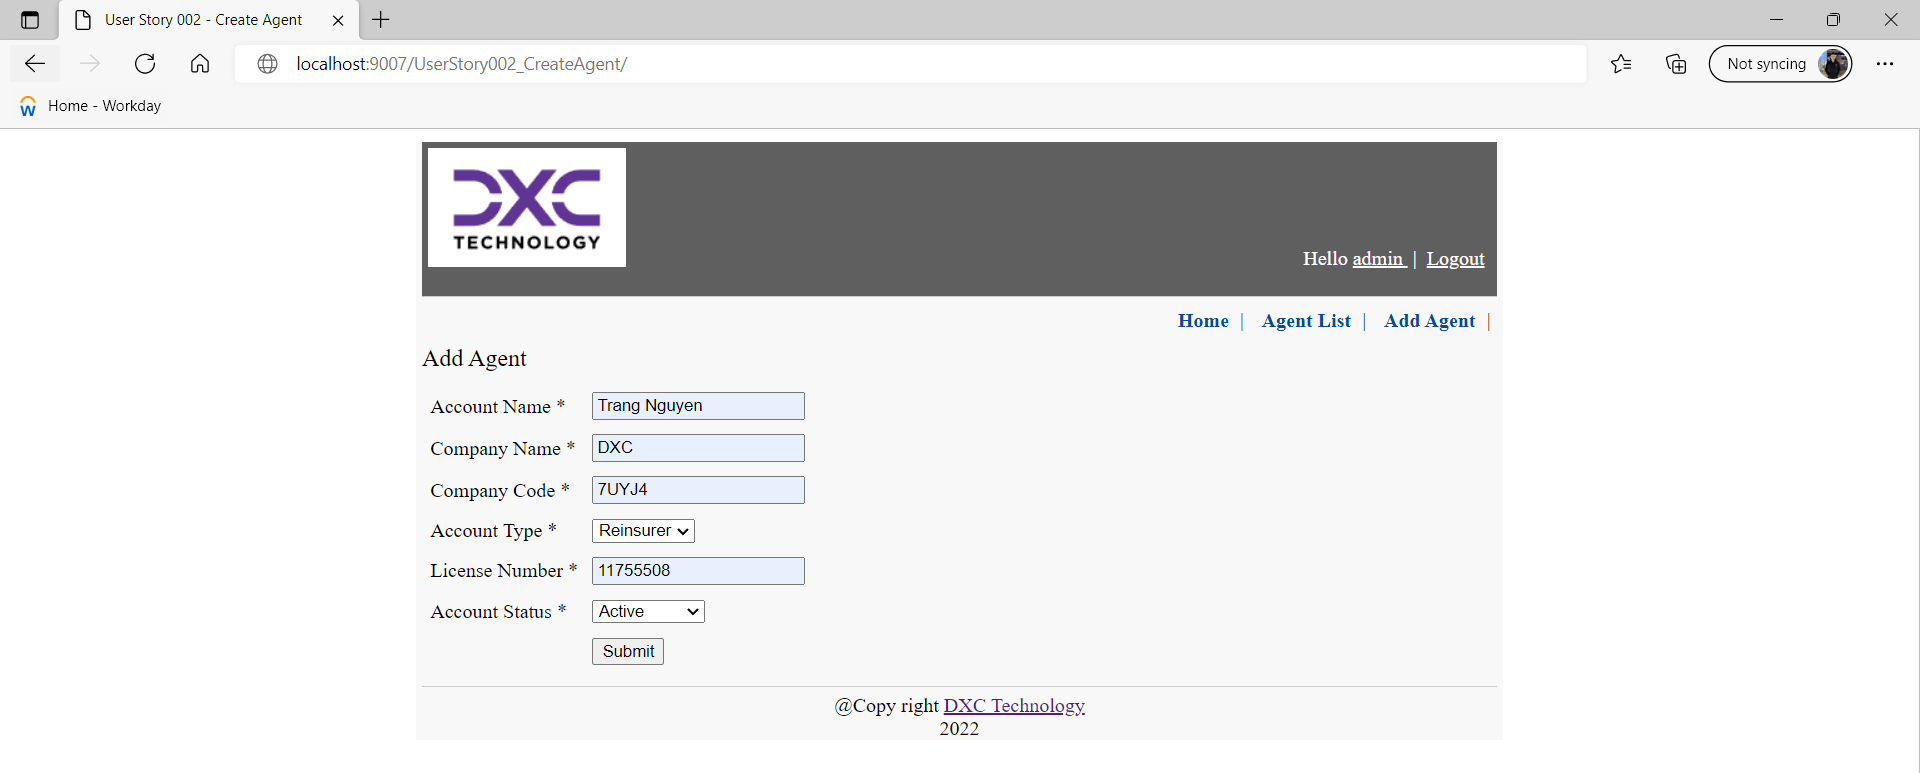 User Story 002 - Create Agent
localhost:9007/UserStory002_CreateAgent/
Not syncing
Home - Workday
DXC
TECHNOLOGY
Hello admin | Logout
Home | Agent List | Add Agent |
Add Agent
Account Name * Trang Nguyen
Company Name * DXC
Company Code * 7UYJ4
Account Type * Reinsurer
License Number * 11755508
Account Status * Active
Submit
@Copy right DXC Technology
2022